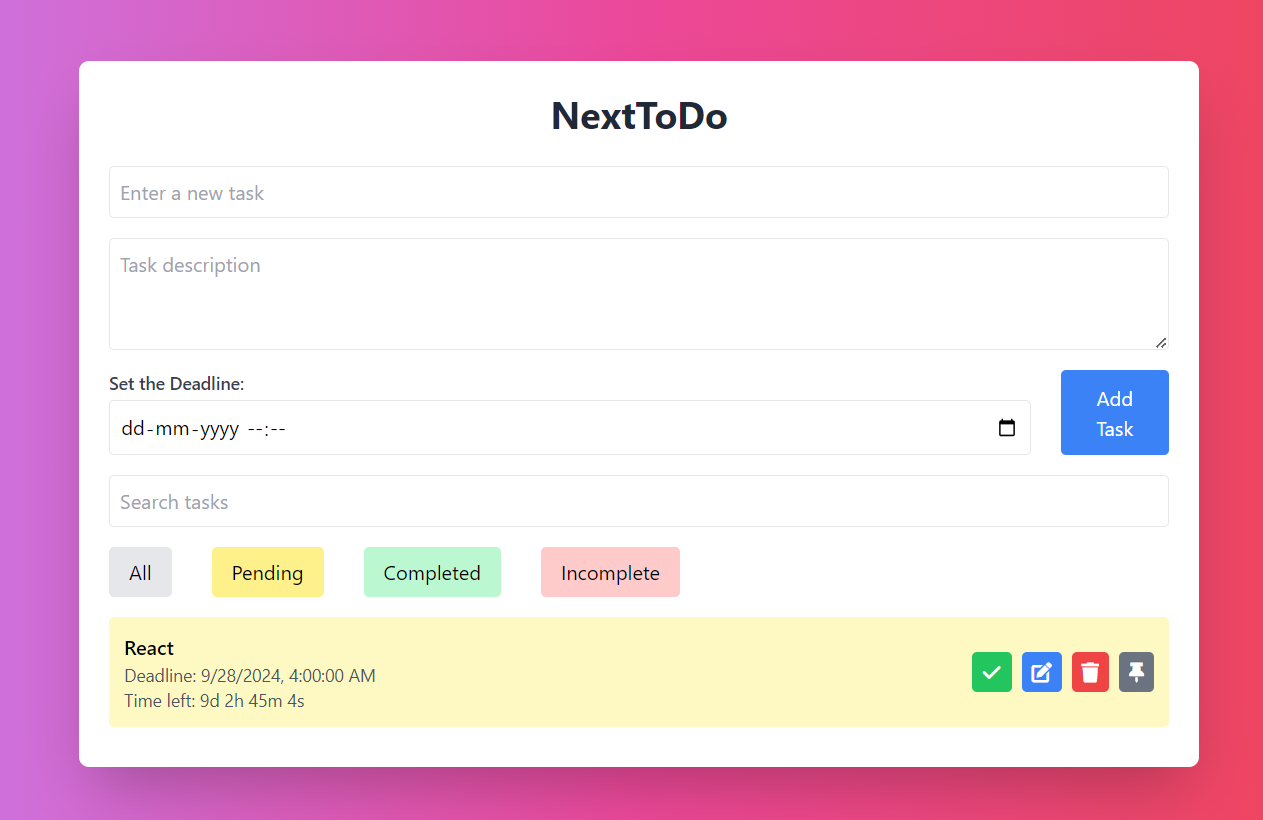 NextToDo
Enter a new task
Task description
Set the Deadline:
dd-mm-yyyy --:--
Add
Task
Search tasks
All
Pending
Completed
Incomplete
React
Deadline: 9/28/2024, 4:00:00 AM
Time left: 9d 2h 45m 4s